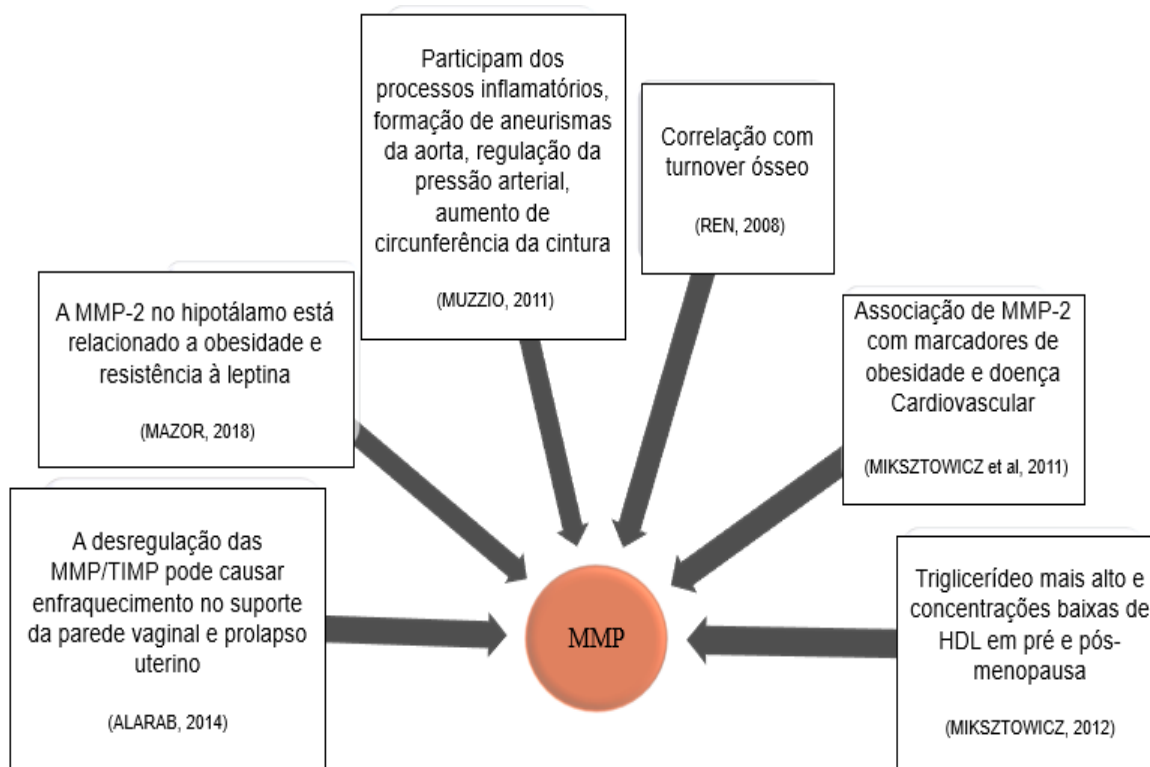 Participam dos
processos inflamatórios,
formação de aneurismas
da aorta, regulação da
pressão arterial,
aumento de
circunferência da cintura
(MUZZIO, 2011)
Correlação com
turnover ósseo
(REN, 2008)
A MMP-2 no hipotálamo está
relacionado a obesidade e
resistência à leptina
(MAZOR, 2018)
Associação de MMP-2
com marcadores de
obesidade e doença
Cardiovascular
(MIKSZTOWICZ et al, 2011)
A desregulação das
MMP/TIMP pode causar
enfraquecimento no suporte
da parede vaginal e prolapso
uterino
(ALARAB, 2014)
MMP
Triglicerídeo mais alto e
concentrações baixas de
HDL em pré e pós-
menopausa
(MIKSZTOWICZ, 2012)